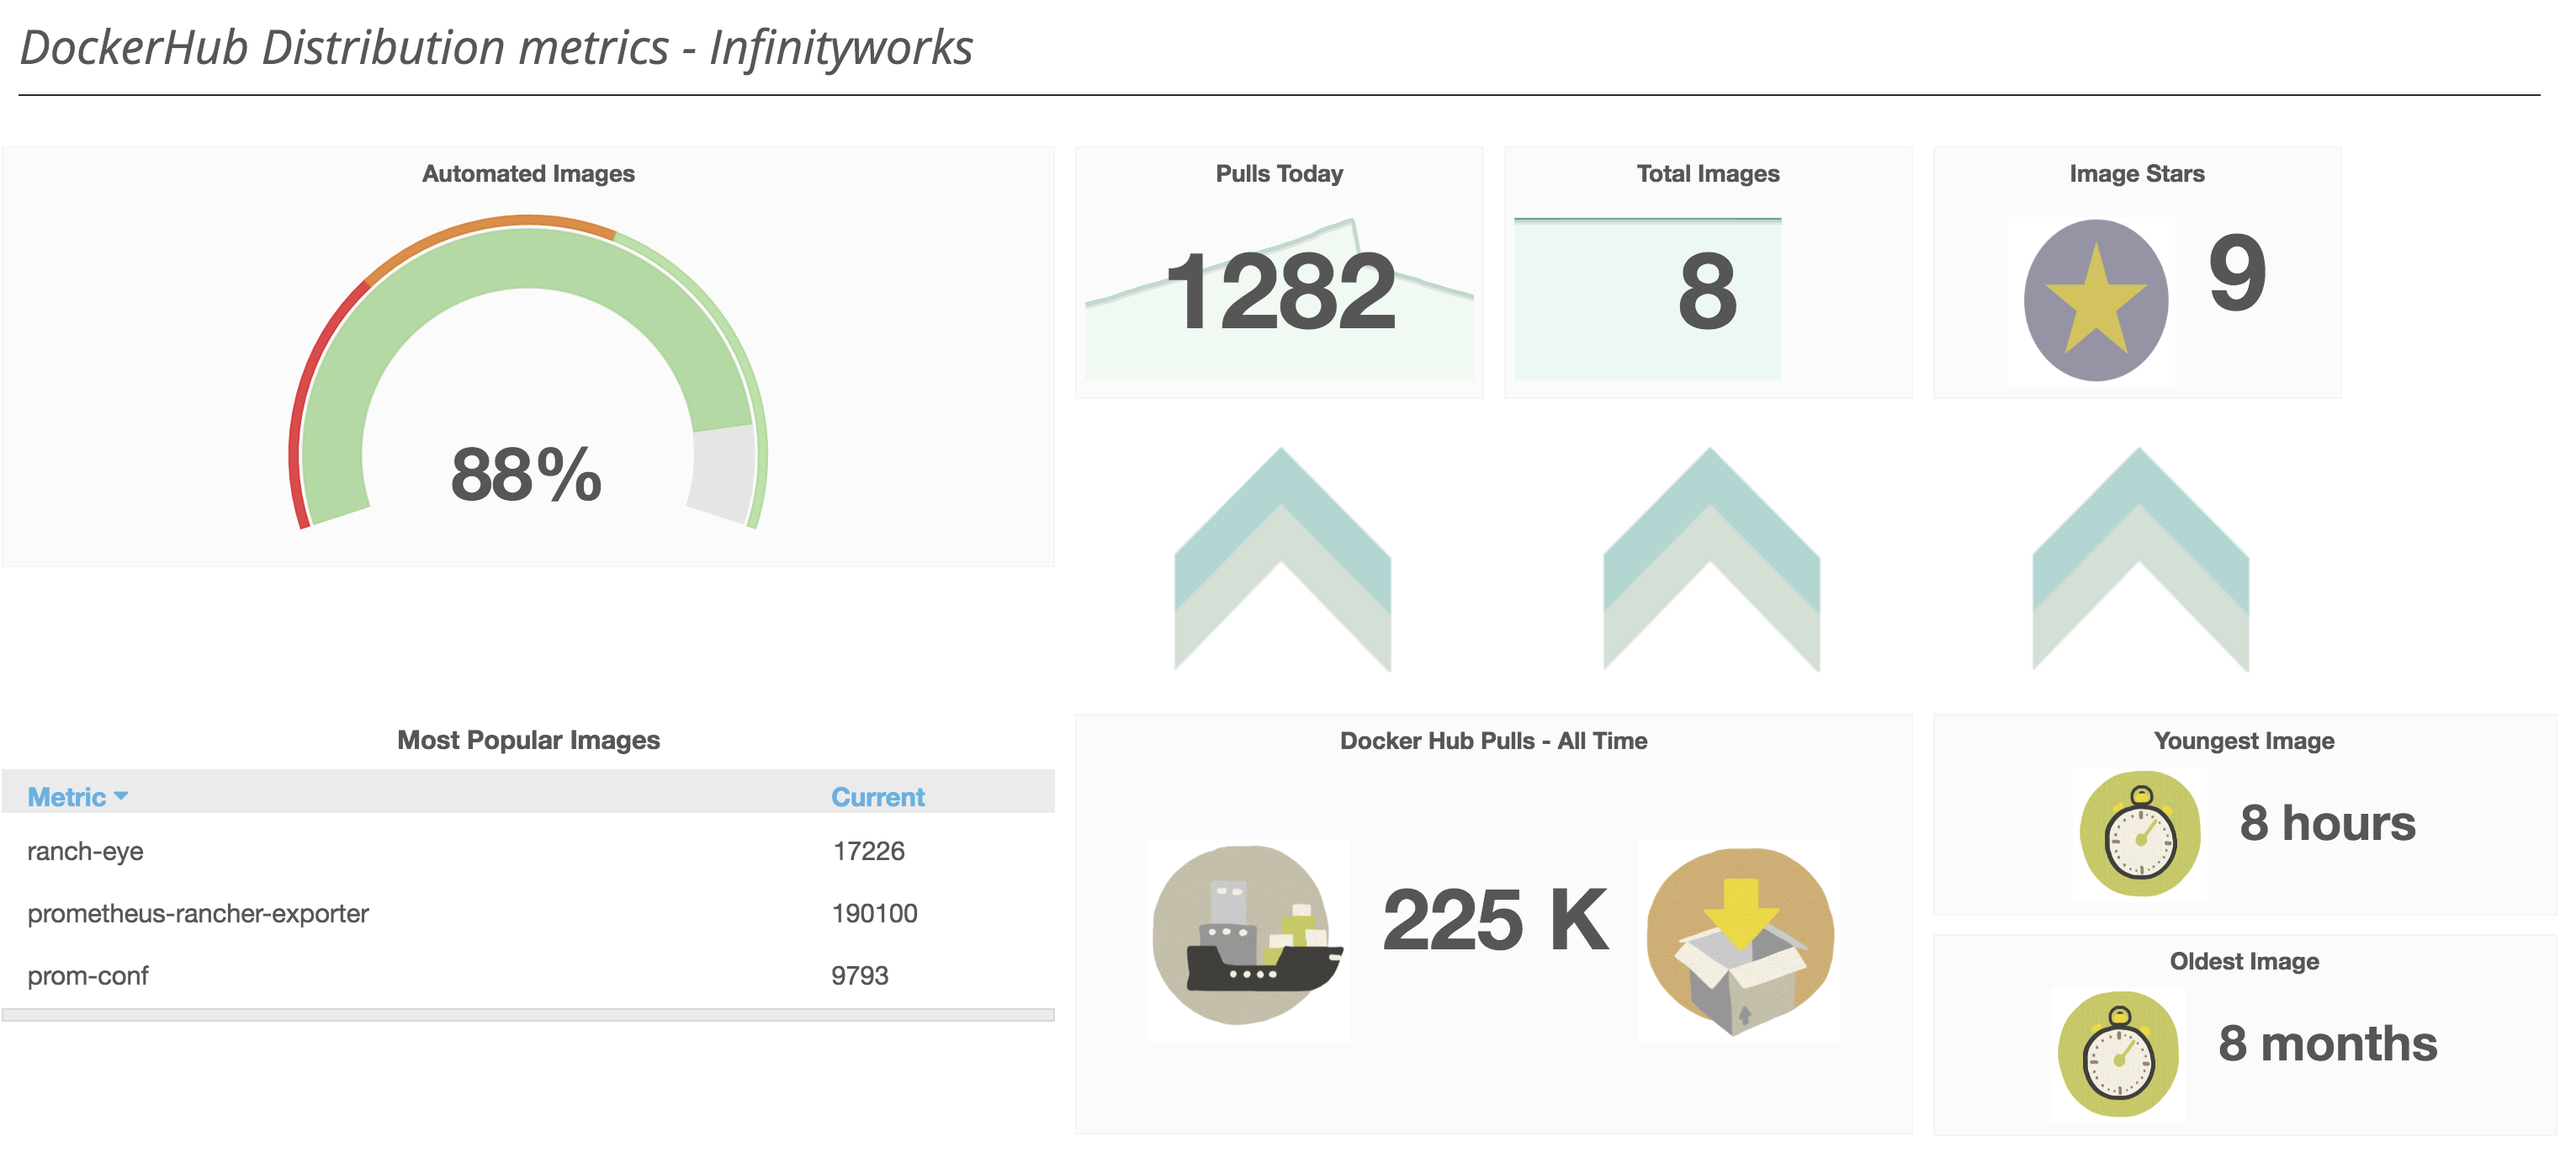 DockerHub Distribution metrics - Infinityworks
Automated Images
88%
Pulls Today
1282
Total Images
8
Image Stars
9
Most Popular Images
Metric Current
ranch-eye 17226
prometheus-rancher-exporter 190100
prom-conf 9793
Docker Hub Pulls - All Time
225 K
Youngest Image
8 hours
Oldest Image
8 months